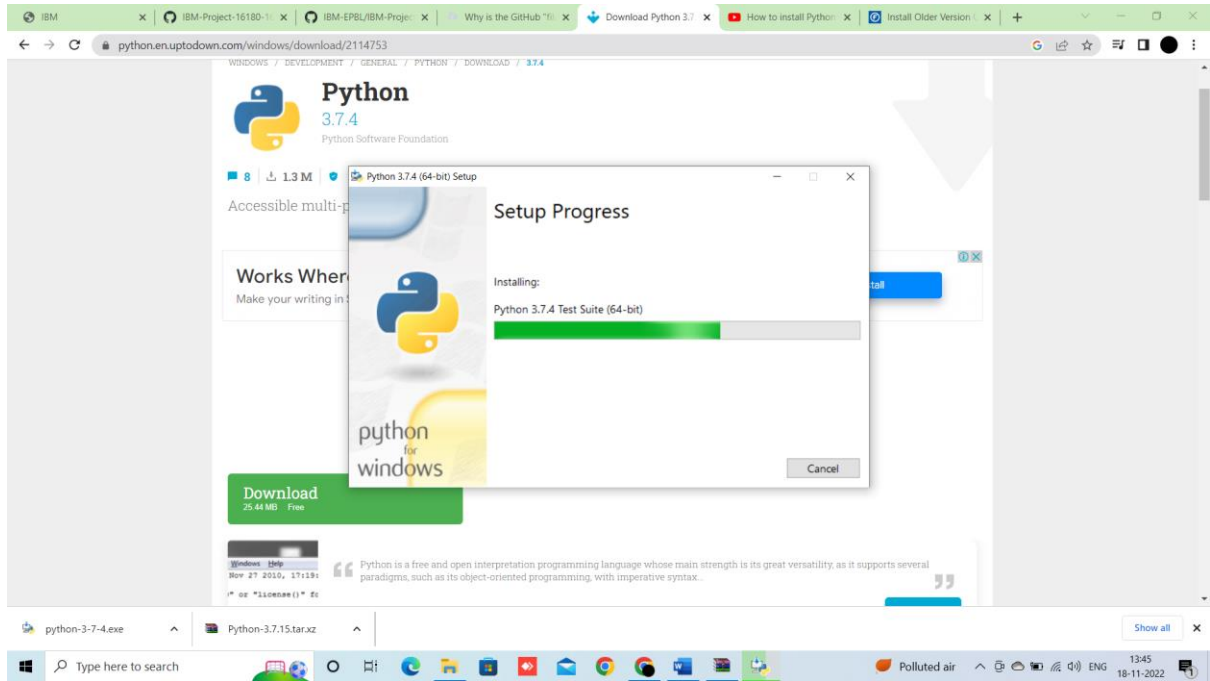 IBM
IBM-Project-16180-1
IBM-EPBL/IBM-Projec
Why is the GitHub "fil
Download Python 3.7
How to install Python
Install Older Version
python.en.uptodown.com/windows/download/2114753
WINDOWS / DEVELOPMENT / GENERAL / PYTHON / DOWNLOAD / 3.7.4
Python
3.7.4
Python Software Foundation
8 1.3 M
Accessible multi-p
Python 3.7.4 (64-bit) Setup
Setup Progress
Installing:
Python 3.7.4 Test Suite (64-bit)
python
for
windows
Cancel
Works Wher
Make your writing in
tall
Download
25.44 MB Free
Windows Help
Nov 27 2010, 17:19:
" or "license()" fo
Python is a free and open interpretation programming language whose main strength is its great versatility, as it supports several
paradigms, such as its object-oriented programming, with imperative syntax...
python-3-7-4.exe
Python-3.7.15.tar.xz
Show all
Type here to search
Polluted air
ENG
13:45
18-11-2022